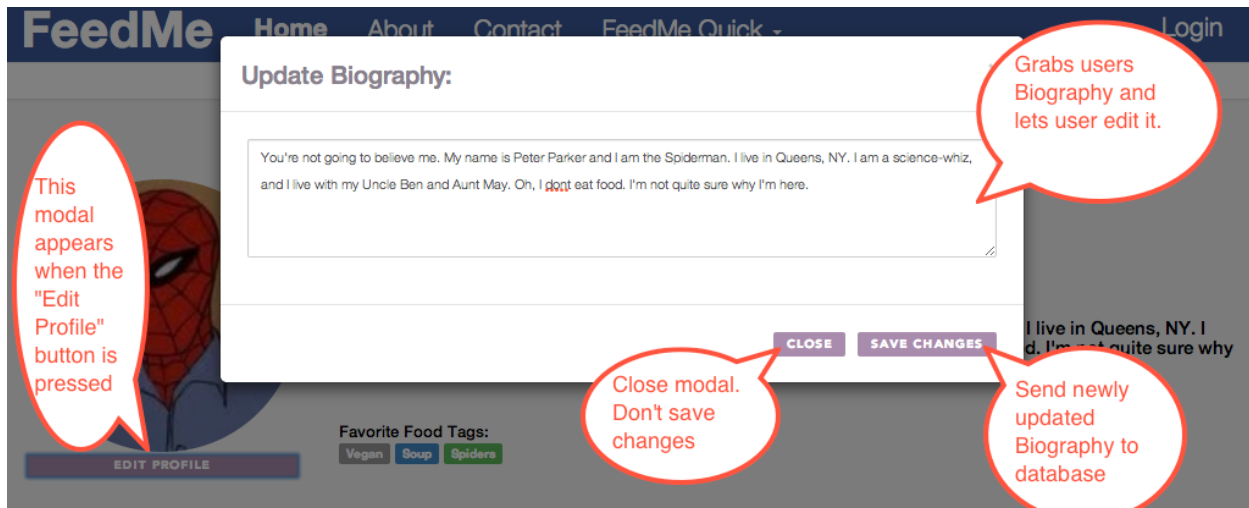 FeedMe Home About Contact FeedMe Quick Login
Update Biography:
Grabs users
Biography and
lets user edit it.
You're not going to believe me. My name is Peter Parker and I am the Spiderman. I live in Queens, NY. I am a science-whiz,
and I live with my Uncle Ben and Aunt May. Oh, I dont eat food. I'm not quite sure why I'm here.
This
modal
appears
when the
"Edit
Profile"
button is
pressed
I live in Queens, NY. I
d. I'm not quite sure why
CLOSE SAVE CHANGES
Close modal.
Don't save
changes
Send newly
updated
Biography to
database
Favorite Food Tags:
Vegan Soup Spiders
EDIT PROFILE